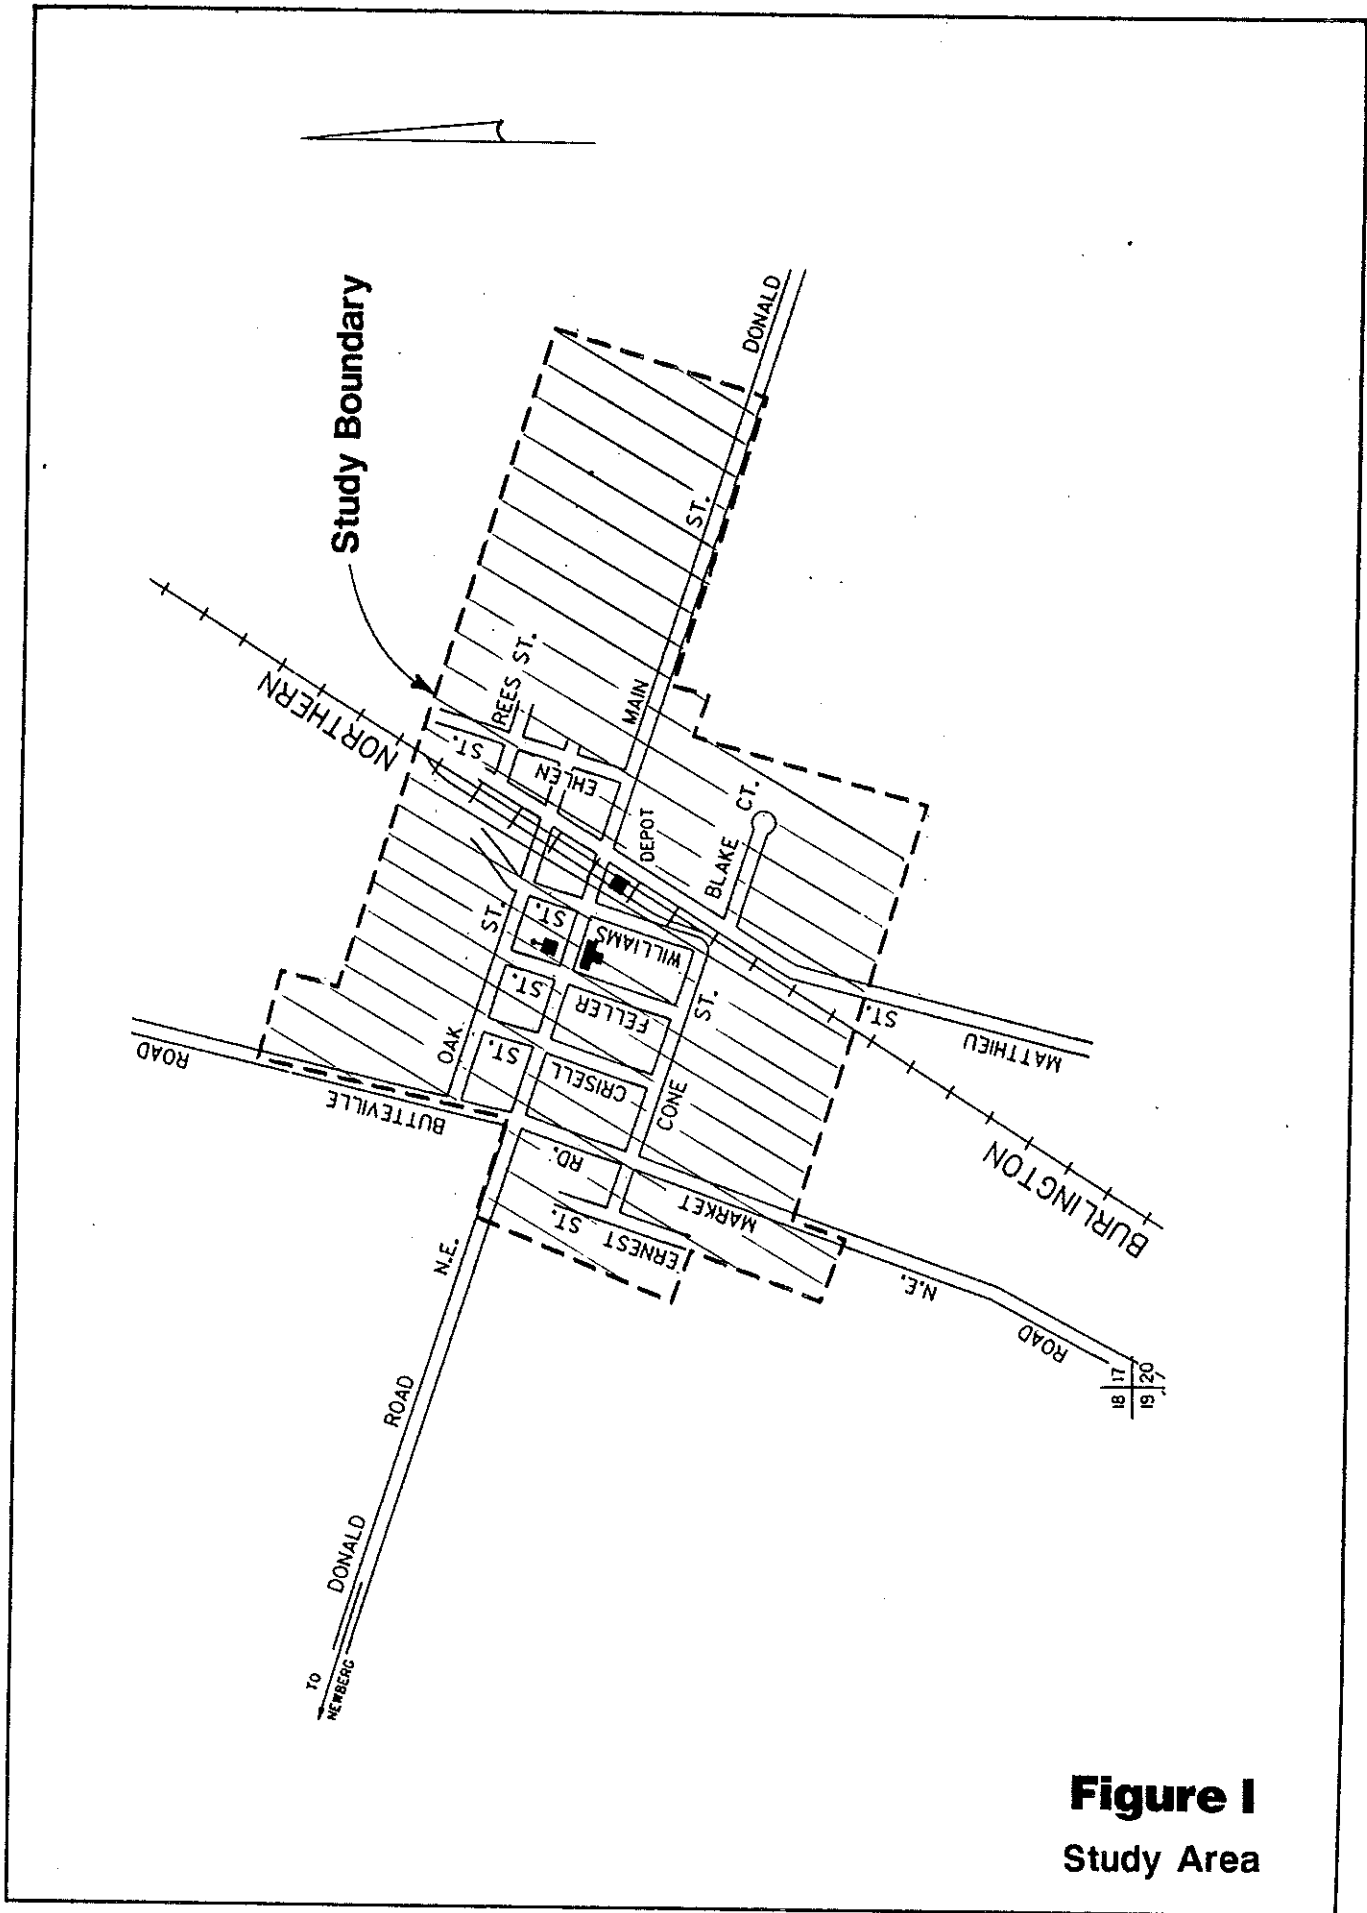 Study Boundary
NORTHERN
DONALD
ST.
REES ST.
MAIN
ST.
EHLEN
DEPOT
BLAKE CT.
ST.
OAK
ST.
WILLIAMS
ST.
FELLER
ST.
CRISELL
CONE
ST.
MATTHIEU
ST.
ROAD
BUTTEVILLE
RD.
MARKET
ERNEST
ST.
N.E.
BURLINGTON
N.E.
ROAD
ROAD
DONALD
TO
NEWBERG
18 17
19 20
Figure I
Study Area